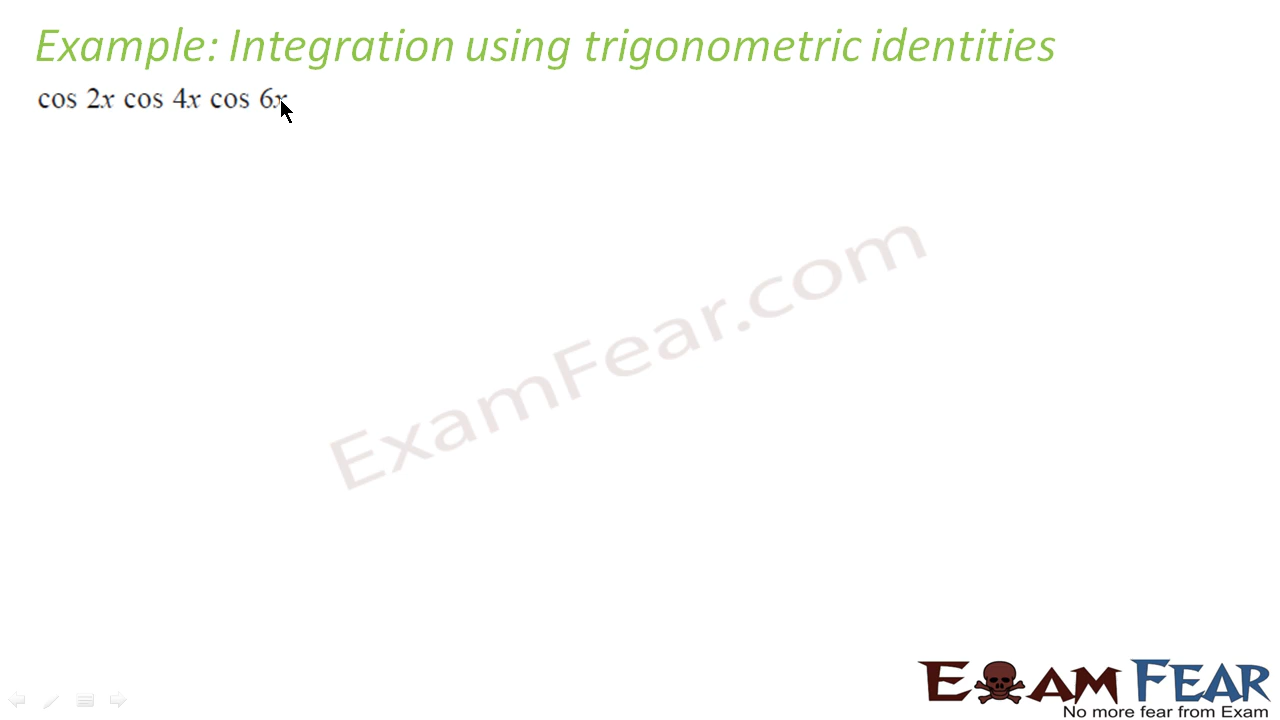 Example: Integration using trigonometric identities
cos 2x cos 4x cos 6x
ExamFear.com
EXAM FEAR
No more fear from Exam